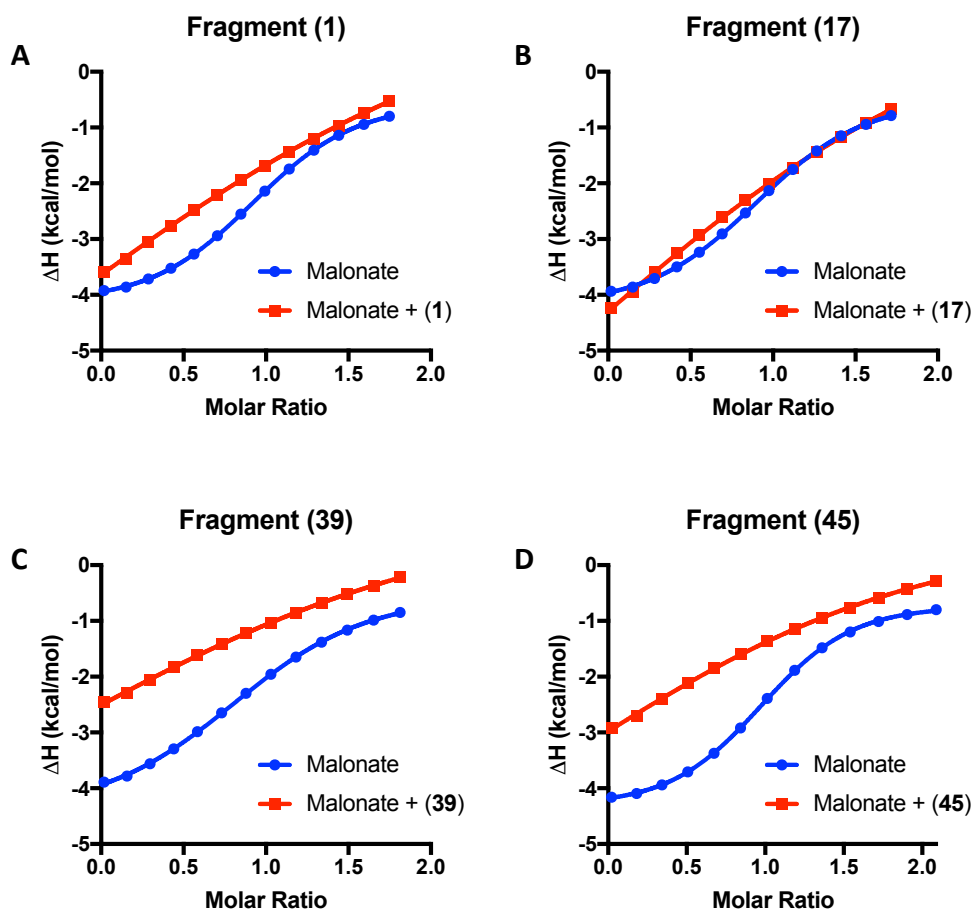 Fragment (1)
A
0
-1
-2
-3
-4
-5
ΔH (kcal/mol)
Malonate
Malonate + (1)
0.0 0.5 1.0 1.5 2.0
Molar Ratio
Fragment (17)
B
0
-1
-2
-3
-4
-5
ΔH (kcal/mol)
Malonate
Malonate + (17)
0.0 0.5 1.0 1.5 2.0
Molar Ratio
Fragment (39)
C
0
-1
-2
-3
-4
-5
ΔH (kcal/mol)
Malonate
Malonate + (39)
0.0 0.5 1.0 1.5 2.0
Molar Ratio
Fragment (45)
D
0
-1
-2
-3
-4
-5
ΔH (kcal/mol)
Malonate
Malonate + (45)
0.0 0.5 1.0 1.5 2.0
Molar Ratio